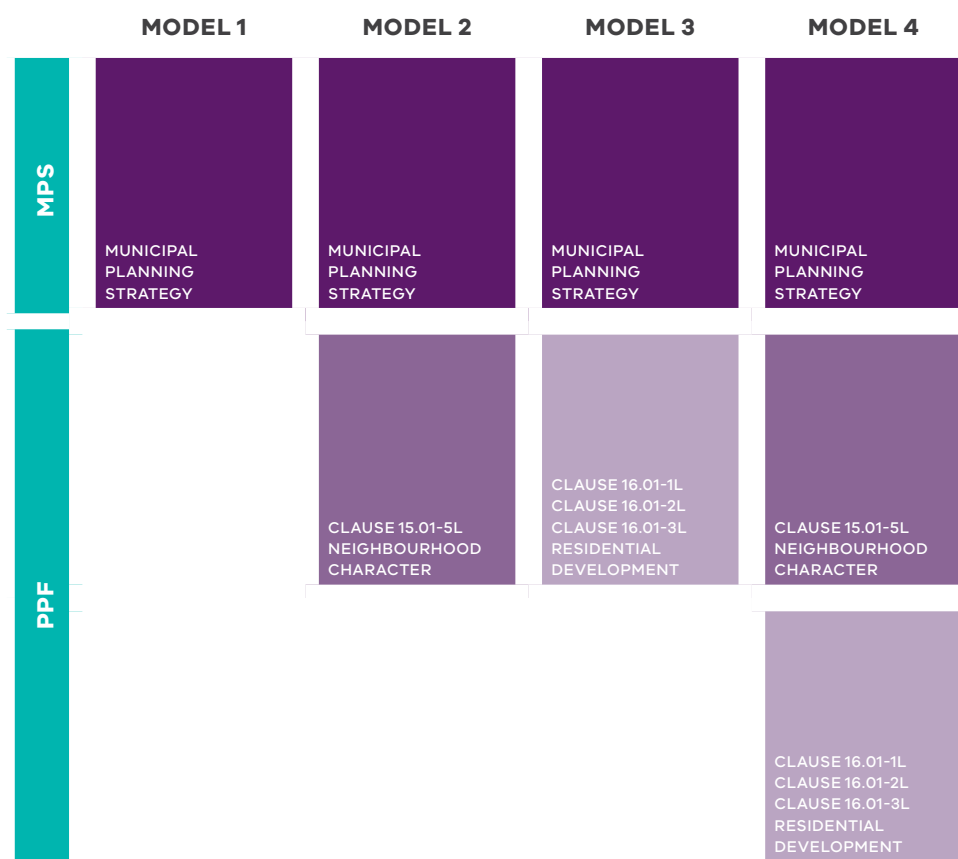 MODEL 1
MODEL 2
MODEL 3
MODEL 4
MPS
MUNICIPAL
PLANNING
STRATEGY
MUNICIPAL
PLANNING
STRATEGY
MUNICIPAL
PLANNING
STRATEGY
MUNICIPAL
PLANNING
STRATEGY
PPF
CLAUSE 15.01-5L
NEIGHBOURHOOD
CHARACTER
CLAUSE 16.01-1L
CLAUSE 16.01-2L
CLAUSE 16.01-3L
RESIDENTIAL
DEVELOPMENT
CLAUSE 15.01-5L
NEIGHBOURHOOD
CHARACTER
CLAUSE 16.01-1L
CLAUSE 16.01-2L
CLAUSE 16.01-3L
RESIDENTIAL
DEVELOPMENT